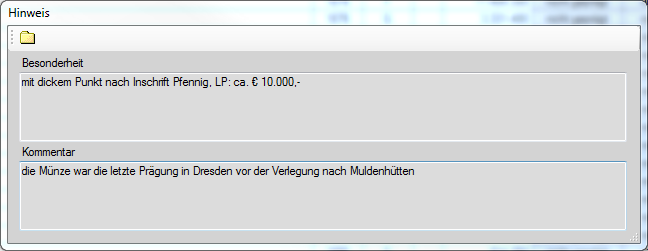 Hinweis
Besonderheit
mit dickem Punkt nach Inschrift Pfennig, LP: ca. € 10.000,-
Kommentar
die Münze war die letzte Prägung in Dresden vor der Verlegung nach Muldenhütten